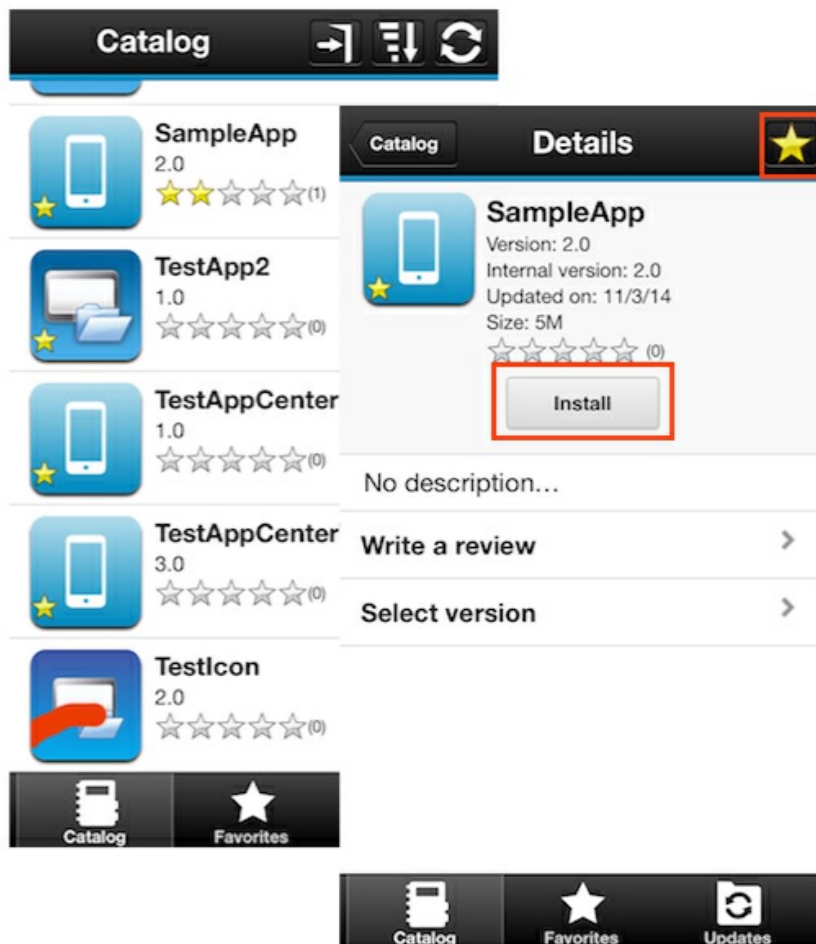 Catalog
SampleApp
2.0
(1)
TestApp2
1.0
(0)
TestAppCenter
1.0
(0)
TestAppCenter
3.0
(0)
TestIcon
2.0
(0)
Catalog
Favorites
Catalog
Details
SampleApp
Version: 2.0
Internal version: 2.0
Updated on: 11/3/14
Size: 5M
(0)
Install
No description...
Write a review
Select version
Catalog
Favorites
Updates